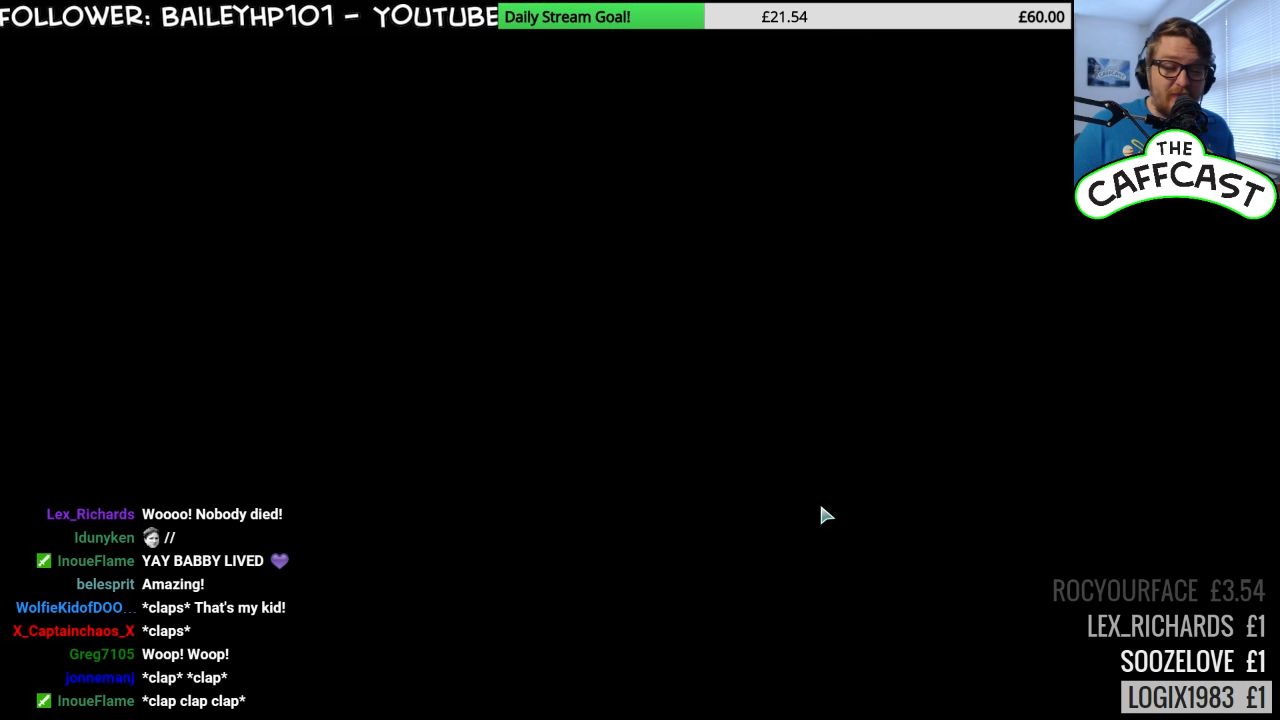 FOLLOWER: BAILEYHP101 - YOUTUBE
Daily Stream Goal! £21.54 £60.00
THE
CAFFCAST
Lex_Richards Woooo! Nobody died!
Idunyken //
InoueFlame YAY BABBY LIVED
belesprit Amazing!
WolfieKidofDOO... *claps* That's my kid!
X_Captainchaos_X *claps*
Greg7105 Woop! Woop!
jonnemanj *clap* *clap*
InoueFlame *clap clap clap*
ROCYOURFACE £3.54
LEX_RICHARDS £1
SOOZELOVE £1
LOGIX1983 £1